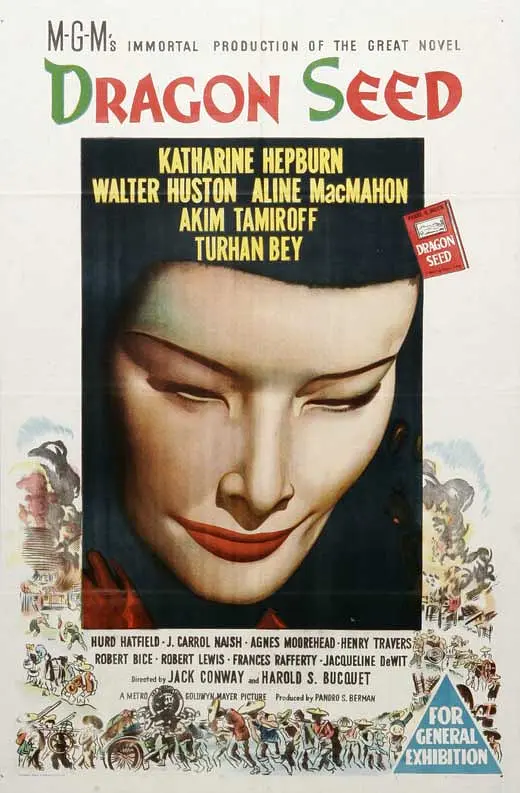 M-G-M's IMMORTAL PRODUCTION OF THE GREAT NOVEL
DRAGON SEED
KATHARINE HEPBURN
WALTER HUSTON ALINE MacMAHON
AKIM TAMIROFF
TURHAN BEY
DRAGON
SEED
HURD HATFIELD · J. CARROL NAISH · AGNES MOOREHEAD · HENRY TRAVERS
ROBERT BICE · ROBERT LEWIS · FRANCES RAFFERTY · JACQUELINE DeWIT
Directed by JACK CONWAY and HAROLD S. BUCQUET
A METRO GOLDWYN MAYER PICTURE Produced by PANDRO S. BERMAN
FOR
GENERAL
EXHIBITION